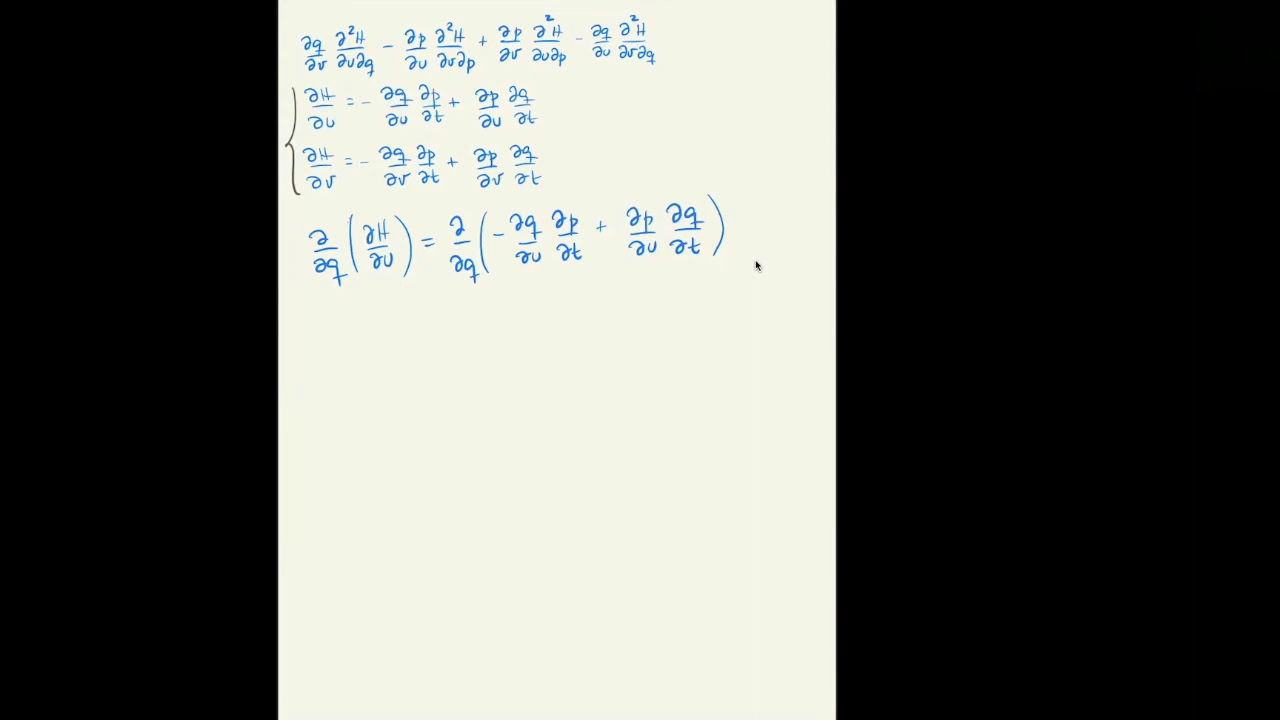 ∂q/∂v ∂²H/∂u∂q − ∂p/∂u ∂²H/∂v∂p + ∂p/∂v ∂²H/∂u∂p − ∂q/∂u ∂²H/∂v∂q
{ ∂H/∂u = − ∂q/∂u ∂p/∂t + ∂p/∂u ∂q/∂t
∂H/∂v = − ∂q/∂v ∂p/∂t + ∂p/∂v ∂q/∂t
∂/∂q (∂H/∂u) = ∂/∂q (− ∂q/∂u ∂p/∂t + ∂p/∂u ∂q/∂t)